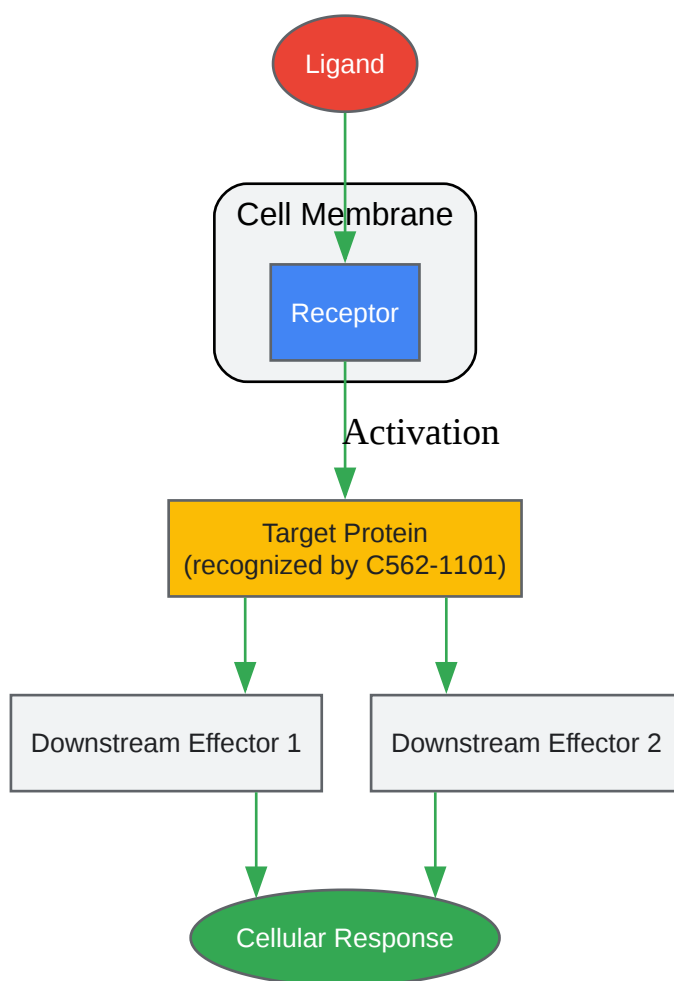 Ligand
Cell Membrane
Receptor
Activation
Target Protein
(recognized by C562-1101)
Downstream Effector 1
Downstream Effector 2
Cellular Response